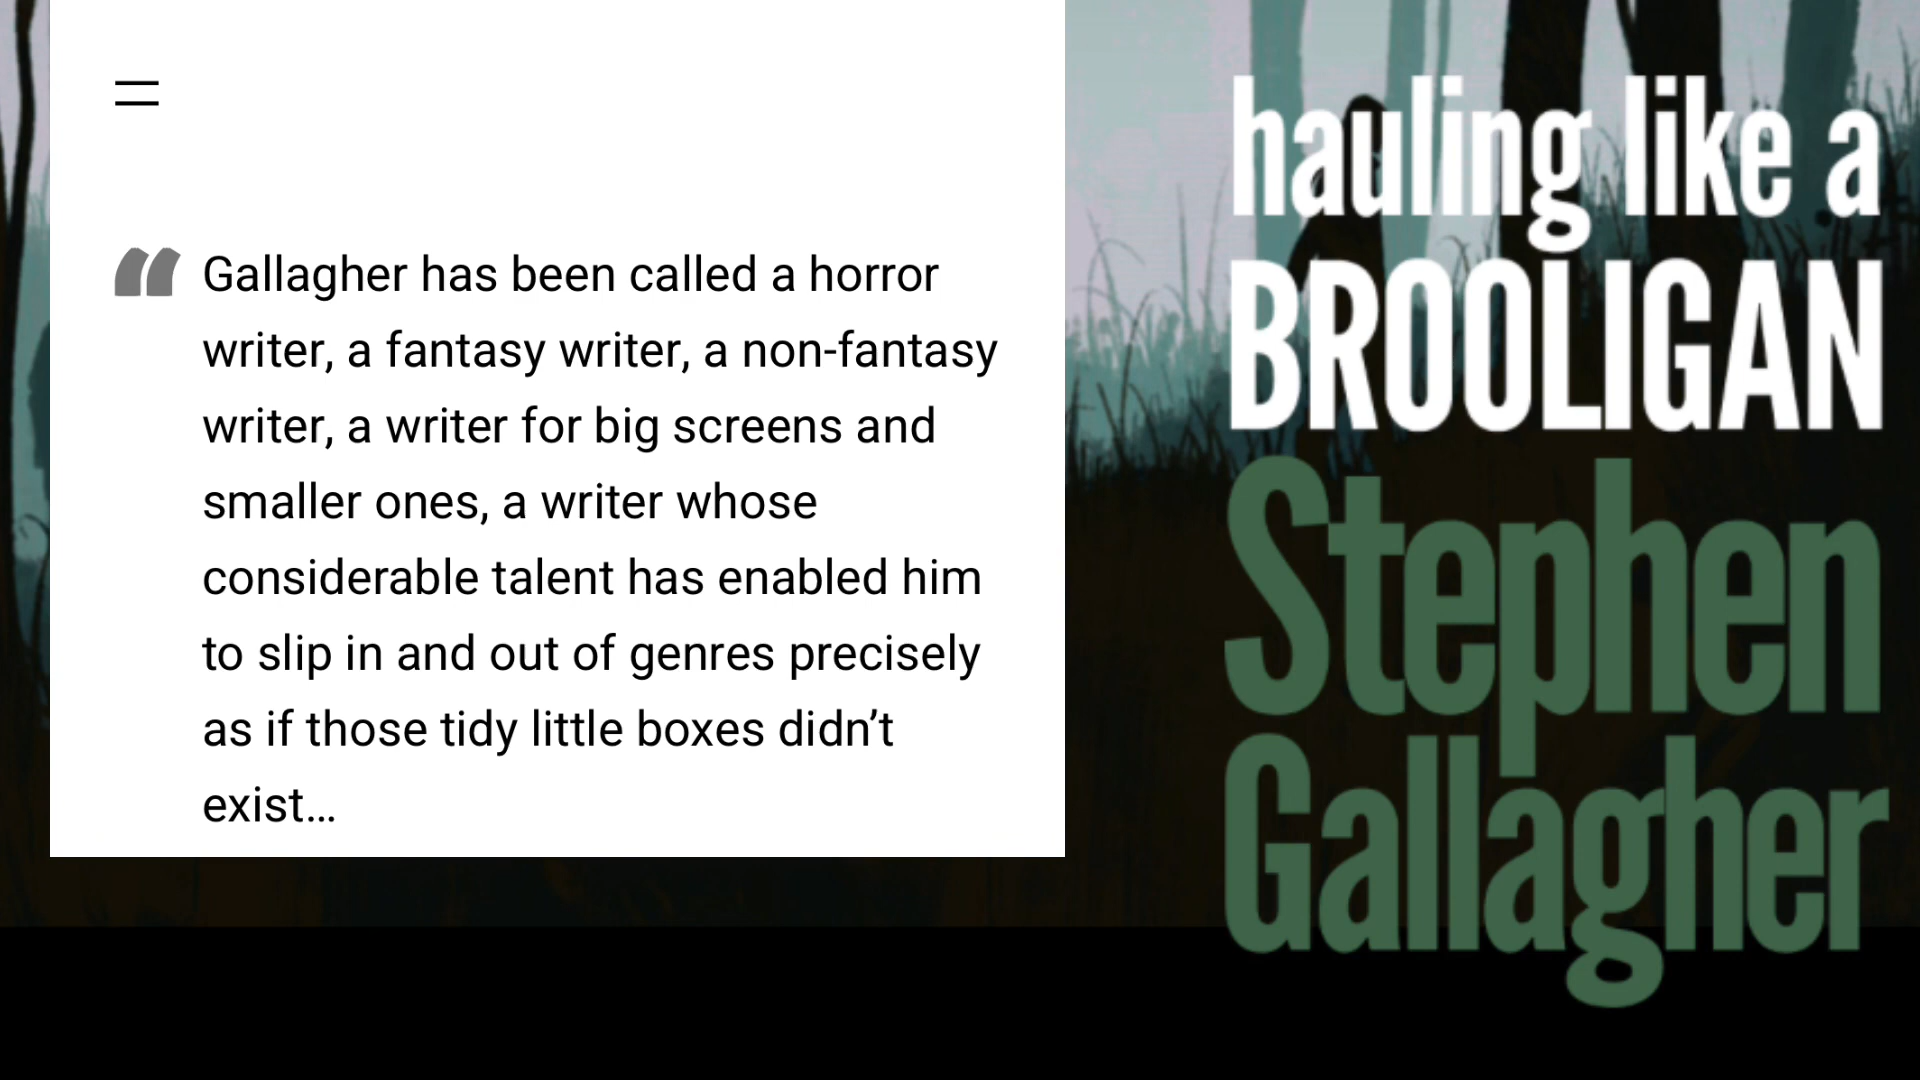 “Gallagher has been called a horror
writer, a fantasy writer, a non-fantasy
writer, a writer for big screens and
smaller ones, a writer whose
considerable talent has enabled him
to slip in and out of genres precisely
as if those tidy little boxes didn’t
exist…
hauling like a
BROOLIGAN
Stephen
Gallagher